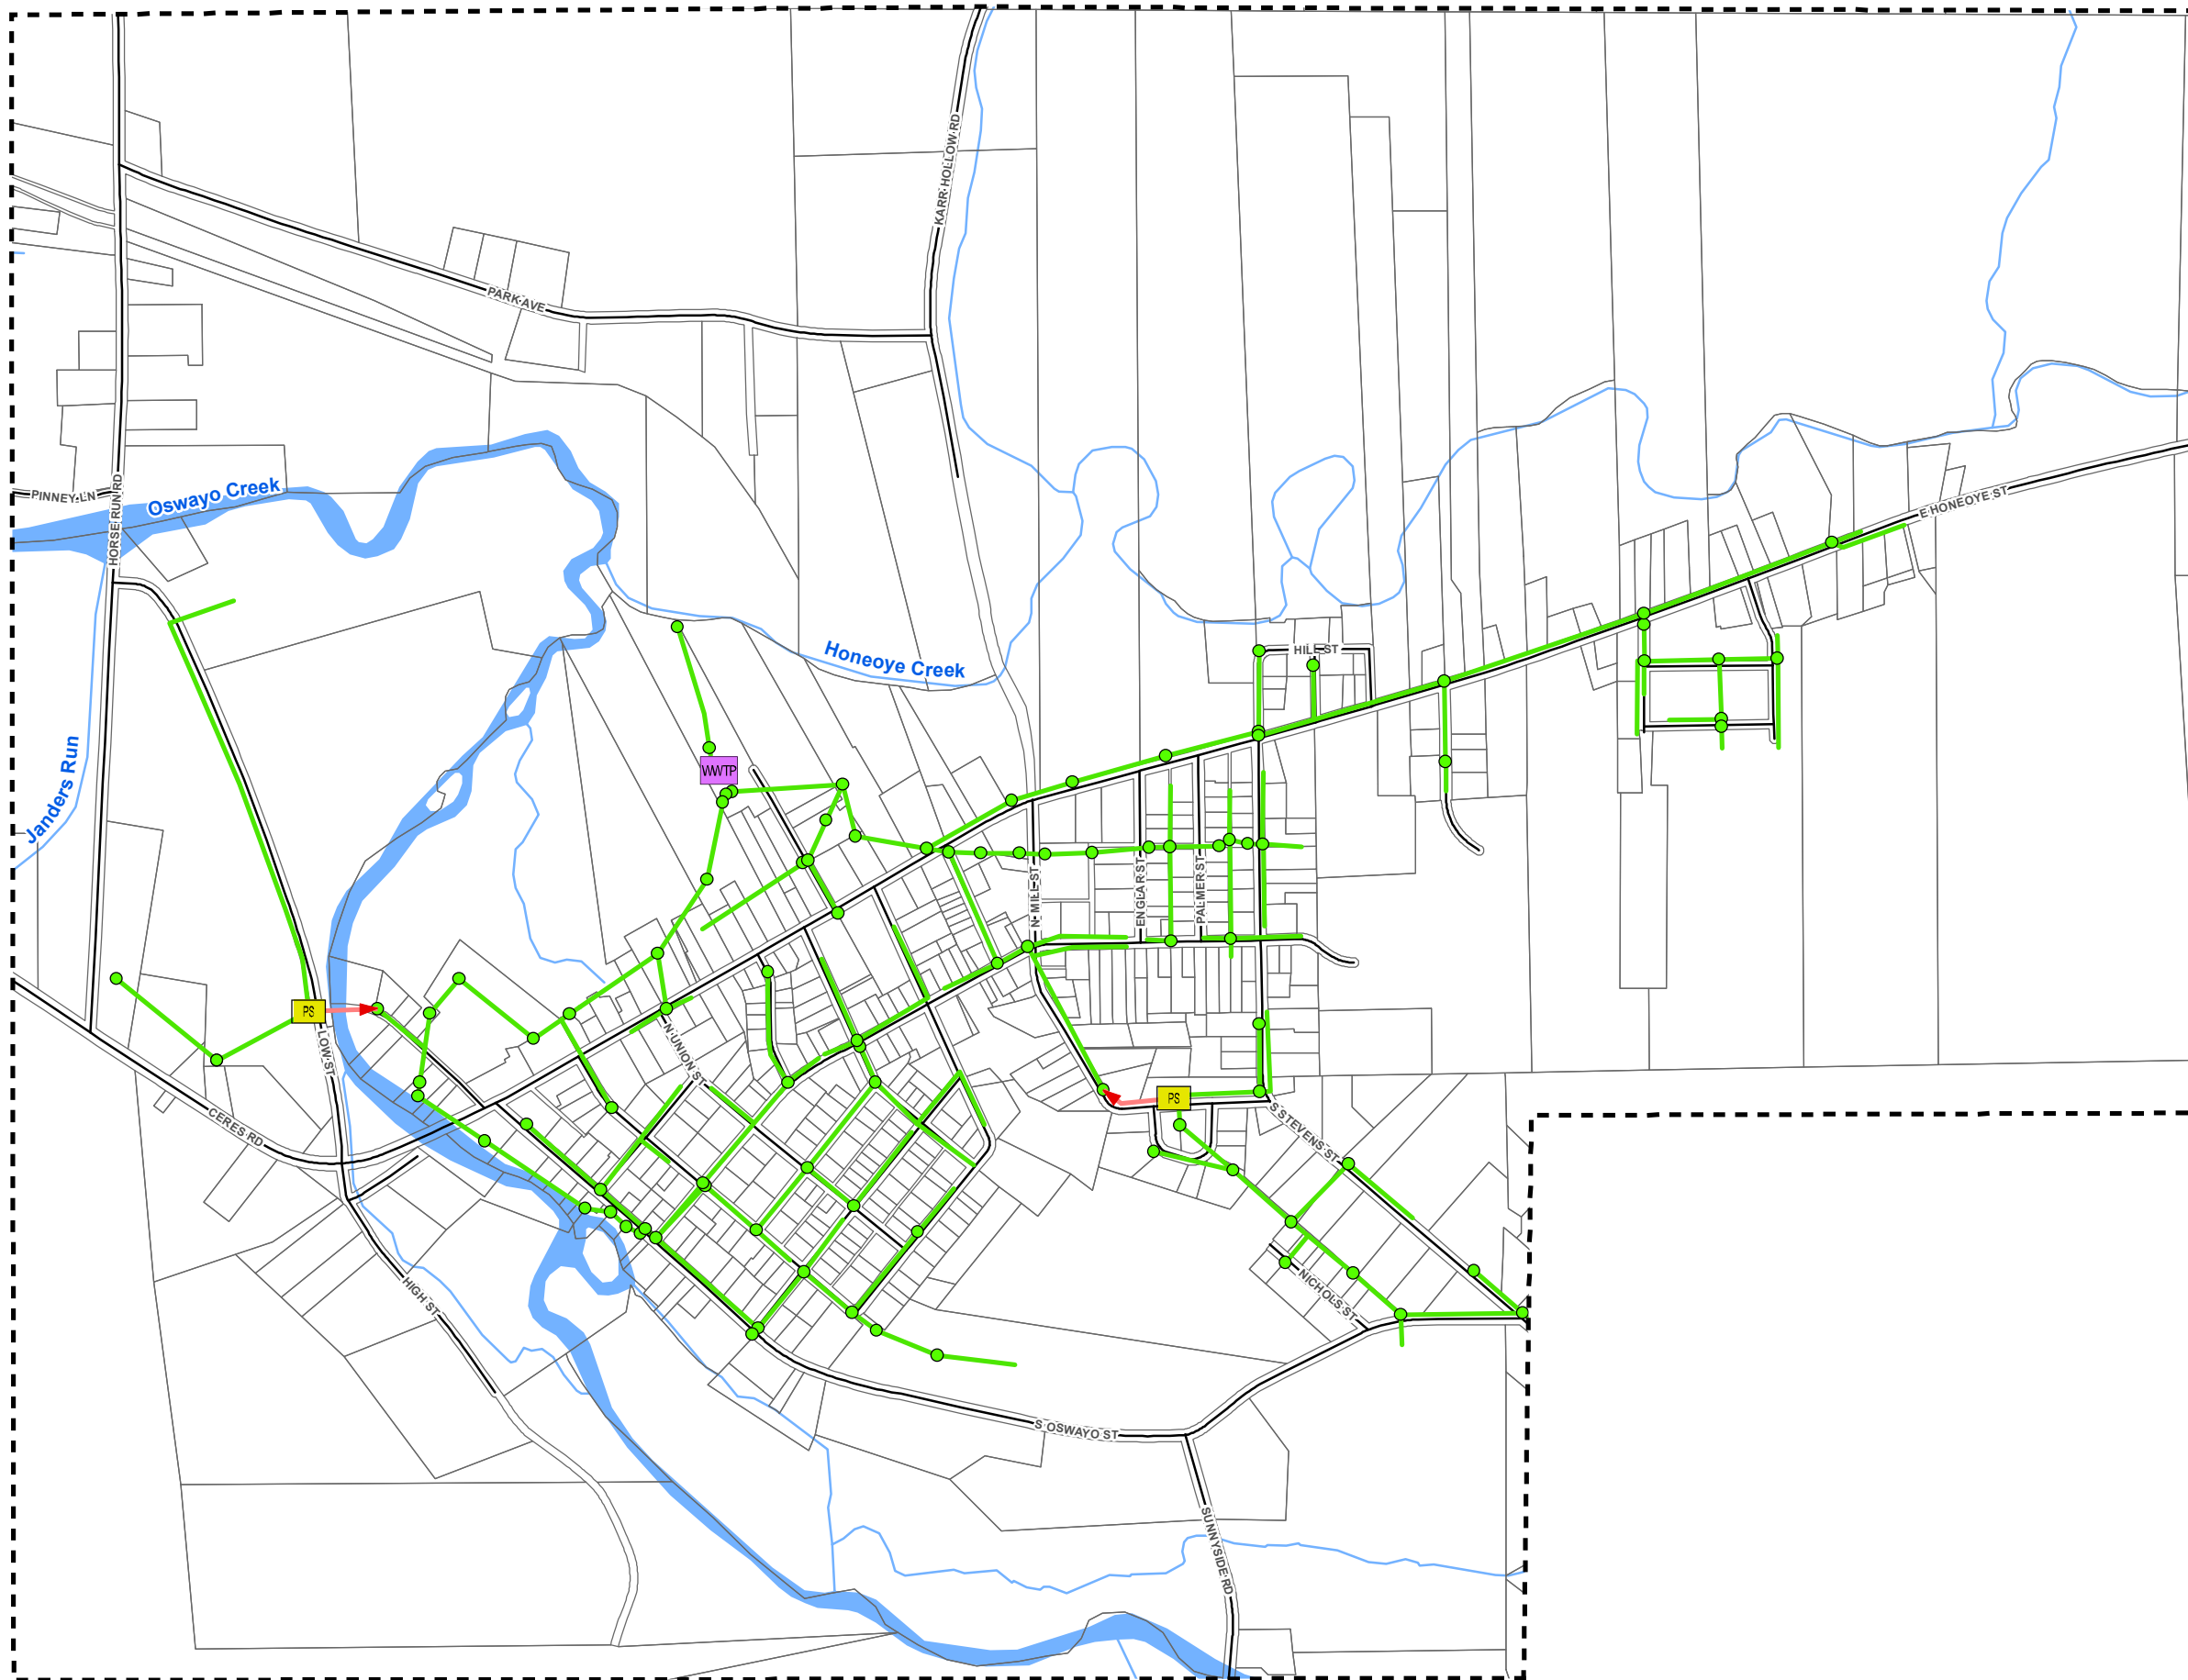 KARR HOLLOW RD
PARK AVE
PINNEY LN
Oswayo Creek
HORSE RUN RD
E HONEOYE ST
HILL ST
Honeoye Creek
Janders Run
WWTP
N MILL ST
ENGLAR ST
PALMER ST
PS
LOW ST
N UNION ST
PS
CERES RD
S STEVENS ST
HIGH ST
NICHOLS ST
S OSWAYO ST
SUNNYSIDE RD